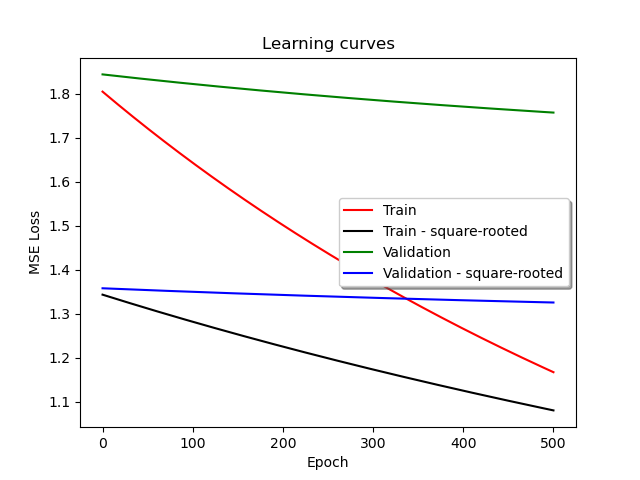 Learning curves
MSE Loss
1.8
1.7
1.6
1.5
1.4
1.3
1.2
1.1
Train
Train - square-rooted
Validation
Validation - square-rooted
0 100 200 300 400 500
Epoch